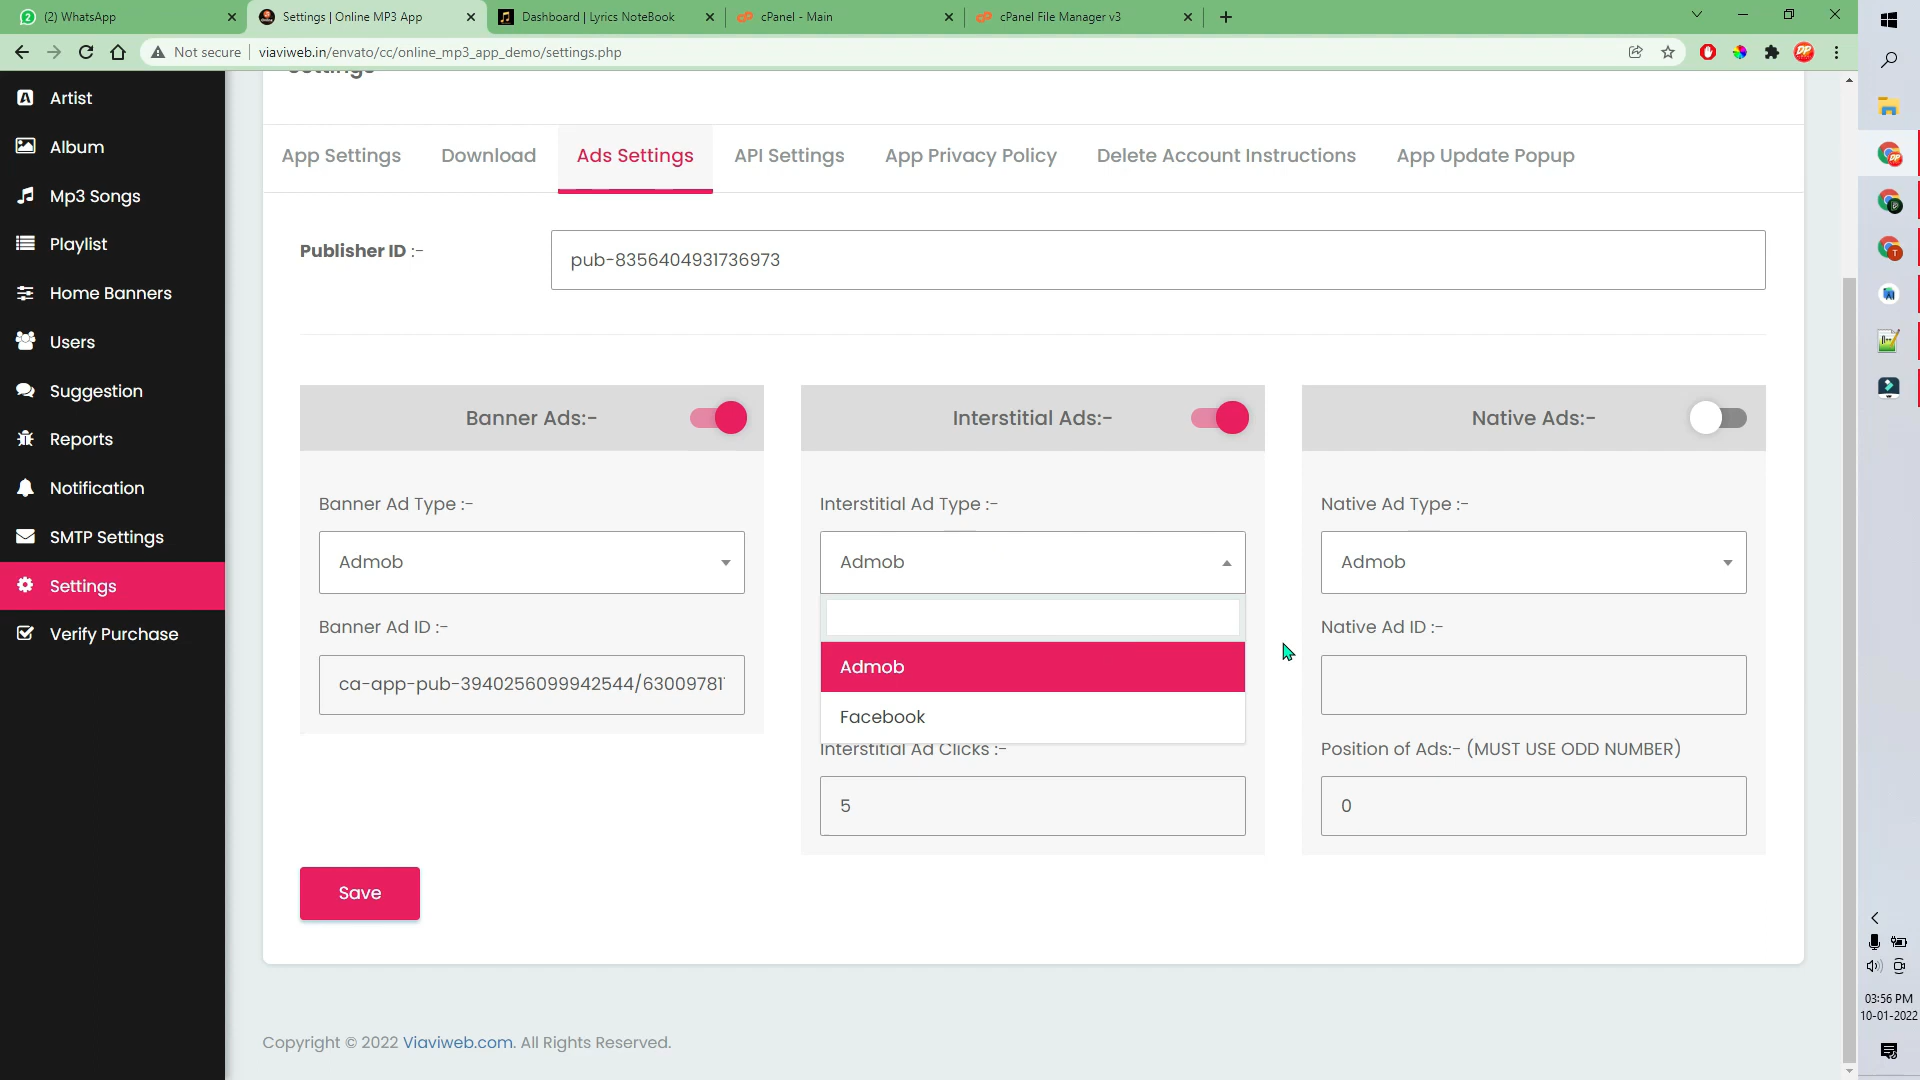 (2) WhatsApp
Settings | Online MP3 App
Dashboard | Lyrics NoteBook
cPanel - Main
cPanel File Manager v3
Not secure
viaviweb.in/envato/cc/online_mp3_app_demo/settings.php
Artist
Album
Mp3 Songs
Playlist
Home Banners
Users
Suggestion
Reports
Notification
SMTP Settings
Settings
Verify Purchase
Settings
App Settings
Download
Ads Settings
API Settings
App Privacy Policy
Delete Account Instructions
App Update Popup
Publisher ID :-
pub-8356404931736973
Banner Ads:-
Banner Ad Type :-
Admob
Banner Ad ID :-
ca-app-pub-3940256099942544/630097811
Interstitial Ads:-
Interstitial Ad Type :-
Admob
Admob
Facebook
Interstitial Ad Clicks :-
5
Native Ads:-
Native Ad Type :-
Admob
Native Ad ID :-
Position of Ads:- (MUST USE ODD NUMBER)
0
Save
Copyright © 2022 Viaviweb.com. All Rights Reserved.
03:56 PM
10-01-2022